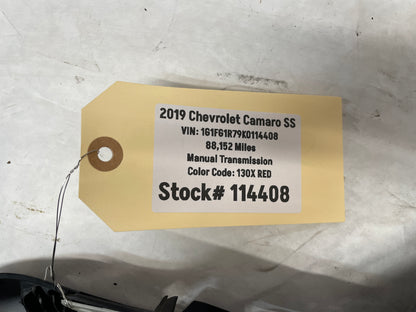 2019 Chevrolet Camaro SS
VIN: 1G1FG1R79K0114408
88,152 Miles
Manual Transmission
Color Code: 130X RED
Stock# 114408